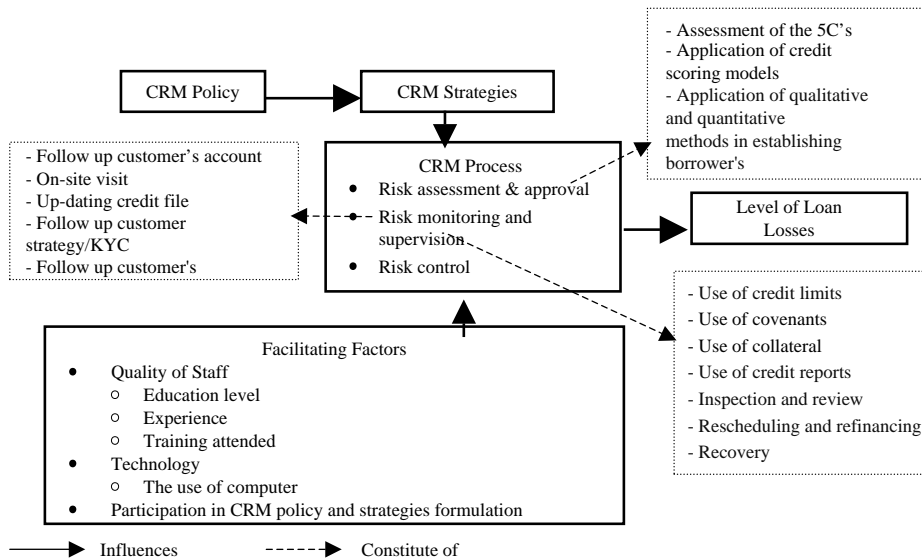 CRM Policy
CRM Strategies
- Assessment of the 5C's
- Application of credit
scoring models
- Application of qualitative
and quantitative
methods in establishing
borrower's
- Follow up customer's account
- On-site visit
- Up-dating credit file
- Follow up customer
strategy/KYC
- Follow up customer's
CRM Process
● Risk assessment & approval
● Risk monitoring and
supervision
● Risk control
Level of Loan
Losses
- Use of credit limits
- Use of covenants
- Use of collateral
- Use of credit reports
- Inspection and review
- Rescheduling and refinancing
- Recovery
Facilitating Factors
● Quality of Staff
○ Education level
○ Experience
○ Training attended
● Technology
○ The use of computer
● Participation in CRM policy and strategies formulation
Influences
Constitute of